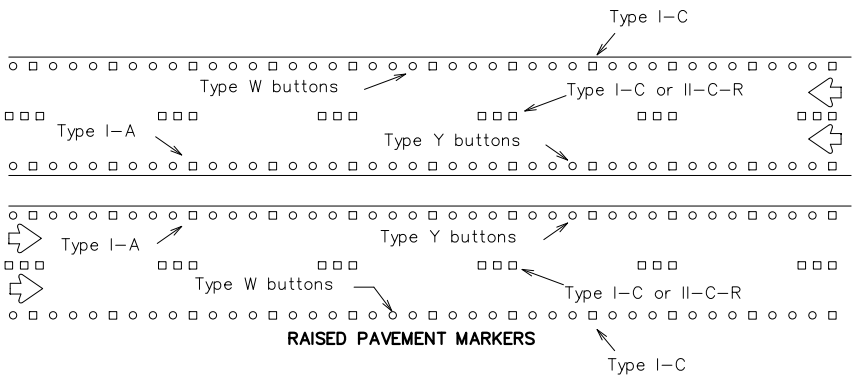 Type I-C
Type W buttons
Type I-C or II-C-R
Type I-A
Type Y buttons
Type I-A
Type Y buttons
Type W buttons
Type I-C or II-C-R
RAISED PAVEMENT MARKERS
Type I-C